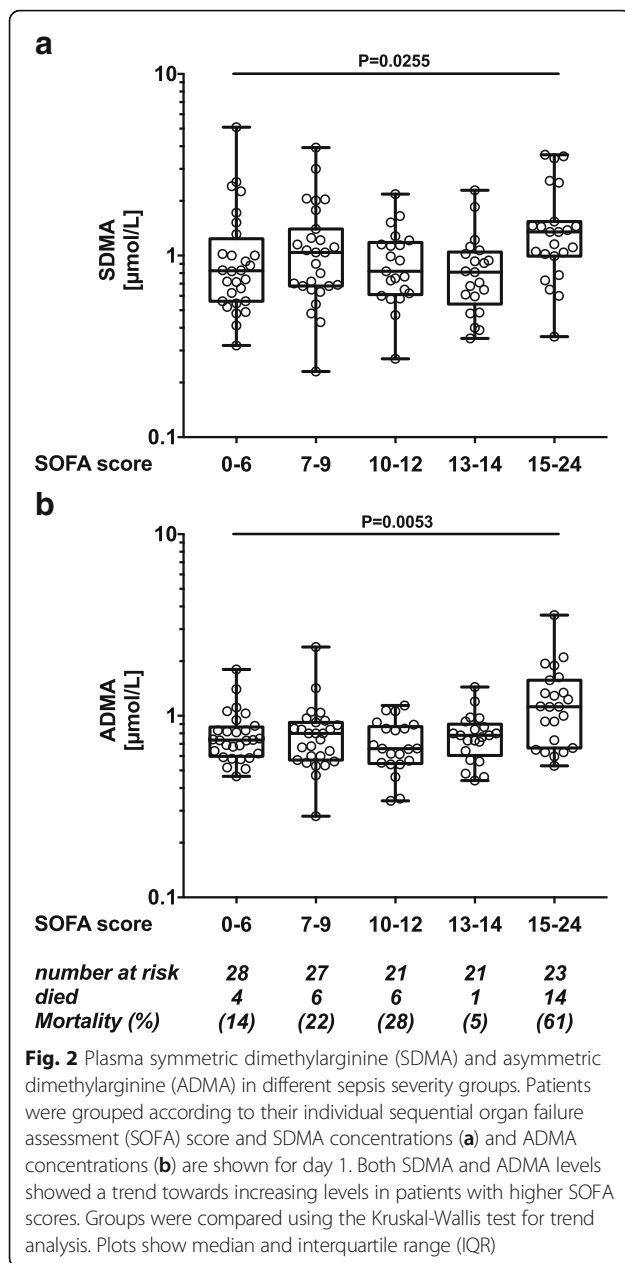 a
P=0.0255
10
1
0.1
SDMA
[µmol/L]
SOFA score 0-6 7-9 10-12 13-14 15-24
b
P=0.0053
10
1
0.1
ADMA
[µmol/L]
SOFA score 0-6 7-9 10-12 13-14 15-24
number at risk 28 27 21 21 23
died 4 6 6 1 14
Mortality (%) (14) (22) (28) (5) (61)
Fig. 2 Plasma symmetric dimethylarginine (SDMA) and asymmetric
dimethylarginine (ADMA) in different sepsis severity groups. Patients
were grouped according to their individual sequential organ failure
assessment (SOFA) score and SDMA concentrations (a) and ADMA
concentrations (b) are shown for day 1. Both SDMA and ADMA levels
showed a trend towards increasing levels in patients with higher SOFA
scores. Groups were compared using the Kruskal-Wallis test for trend
analysis. Plots show median and interquartile range (IQR)